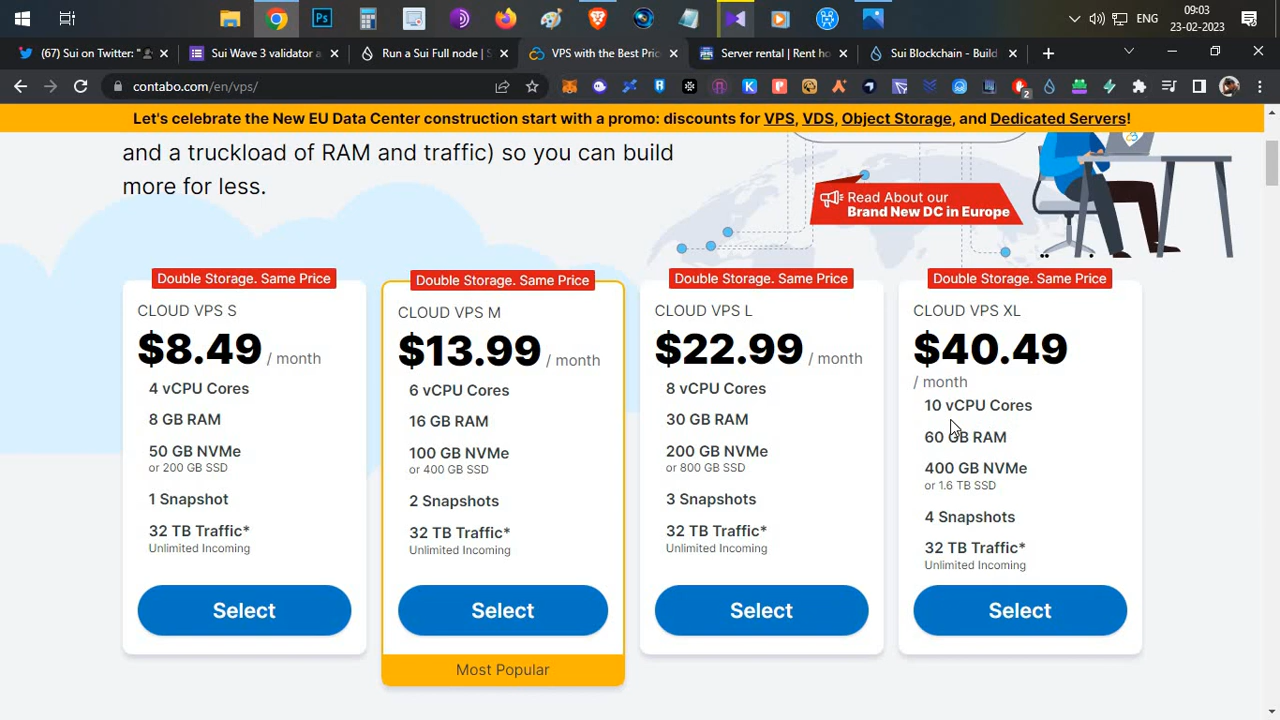 ENG
09:03
23-02-2023
(67) Sui on Twitter: "
Sui Wave 3 validator a
Run a Sui Full node | S
VPS with the Best Pric
Server rental | Rent ho
Sui Blockchain - Build
contabo.com/en/vps/
2
Let's celebrate the New EU Data Center construction start with a promo: discounts for VPS, VDS, Object Storage, and Dedicated Servers!
and a truckload of RAM and traffic) so you can build
more for less.
Read About our
Brand New DC in Europe
Double Storage. Same Price
CLOUD VPS S
$8.49 / month
4 vCPU Cores
8 GB RAM
50 GB NVMe
or 200 GB SSD
1 Snapshot
32 TB Traffic*
Unlimited Incoming
Select
Double Storage. Same Price
CLOUD VPS M
$13.99 / month
6 vCPU Cores
16 GB RAM
100 GB NVMe
or 400 GB SSD
2 Snapshots
32 TB Traffic*
Unlimited Incoming
Select
Most Popular
Double Storage. Same Price
CLOUD VPS L
$22.99 / month
8 vCPU Cores
30 GB RAM
200 GB NVMe
or 800 GB SSD
3 Snapshots
32 TB Traffic*
Unlimited Incoming
Select
Double Storage. Same Price
CLOUD VPS XL
$40.49
/ month
10 vCPU Cores
60 GB RAM
400 GB NVMe
or 1.6 TB SSD
4 Snapshots
32 TB Traffic*
Unlimited Incoming
Select